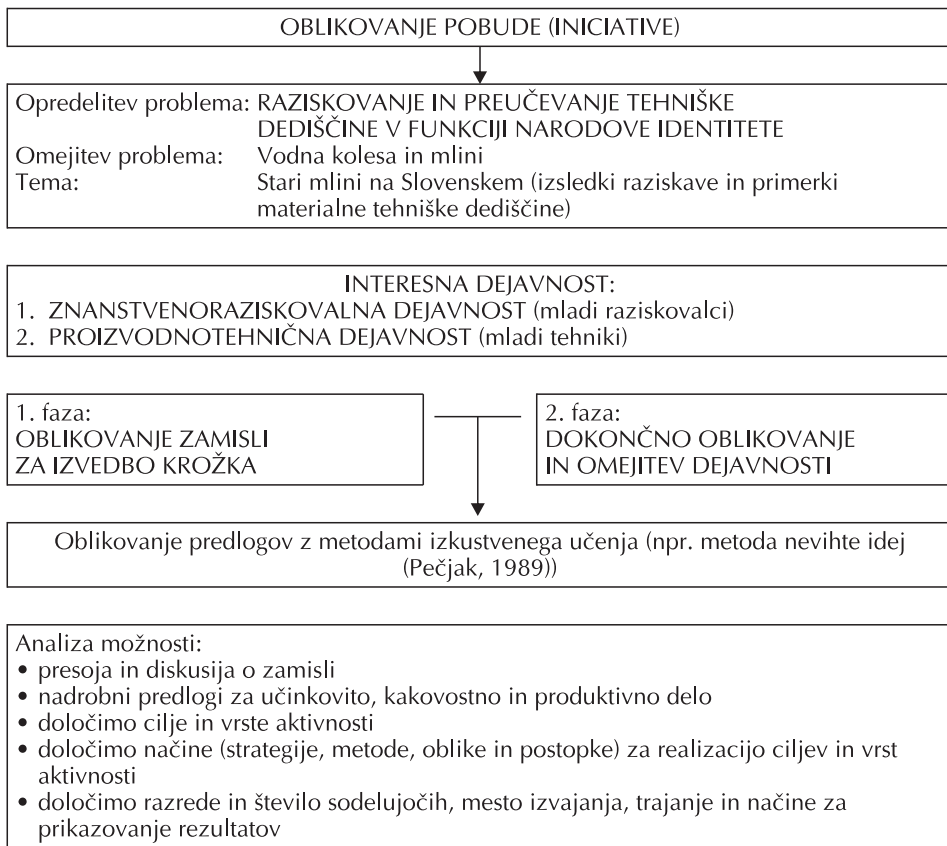 OBLIKOVANJE POBUDE (INICIATIVE)
Opredelitev problema: RAZISKOVANJE IN PREUČEVANJE TEHNIŠKE
DEDIŠČINE V FUNKCIJI NARODOVE IDENTITETE
Omejitev problema: Vodna kolesa in mlini
Tema: Stari mlini na Slovenskem (izsledki raziskave in primerki
materialne tehniške dediščine)
INTERESNA DEJAVNOST:
1. ZNANSTVENORAZISKOVALNA DEJAVNOST (mladi raziskovalci)
2. PROIZVODNOTEHNIČNA DEJAVNOST (mladi tehniki)
1. faza:
OBLIKOVANJE ZAMISLI
ZA IZVEDBO KROŽKA
2. faza:
DOKONČNO OBLIKOVANJE
IN OMEJITEV DEJAVNOSTI
Oblikovanje predlogov z metodami izkustvenega učenja (npr. metoda nevihte idej
(Pečjak, 1989))
Analiza možnosti:
• presoja in diskusija o zamisli
• nadrobni predlogi za učinkovito, kakovostno in produktivno delo
• določimo cilje in vrste aktivnosti
• določimo načine (strategije, metode, oblike in postopke) za realizacijo ciljev in vrst
aktivnosti
• določimo razrede in število sodelujočih, mesto izvajanja, trajanje in načine za
prikazovanje rezultatov